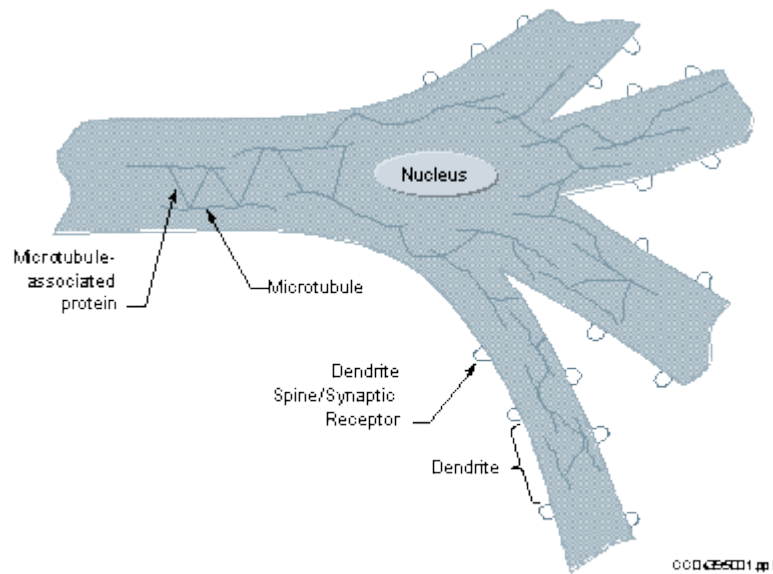 Nucleus
Microtubule-
associated
protein
Microtubule
Dendrite
Spine/Synaptic
Receptor
Dendrite